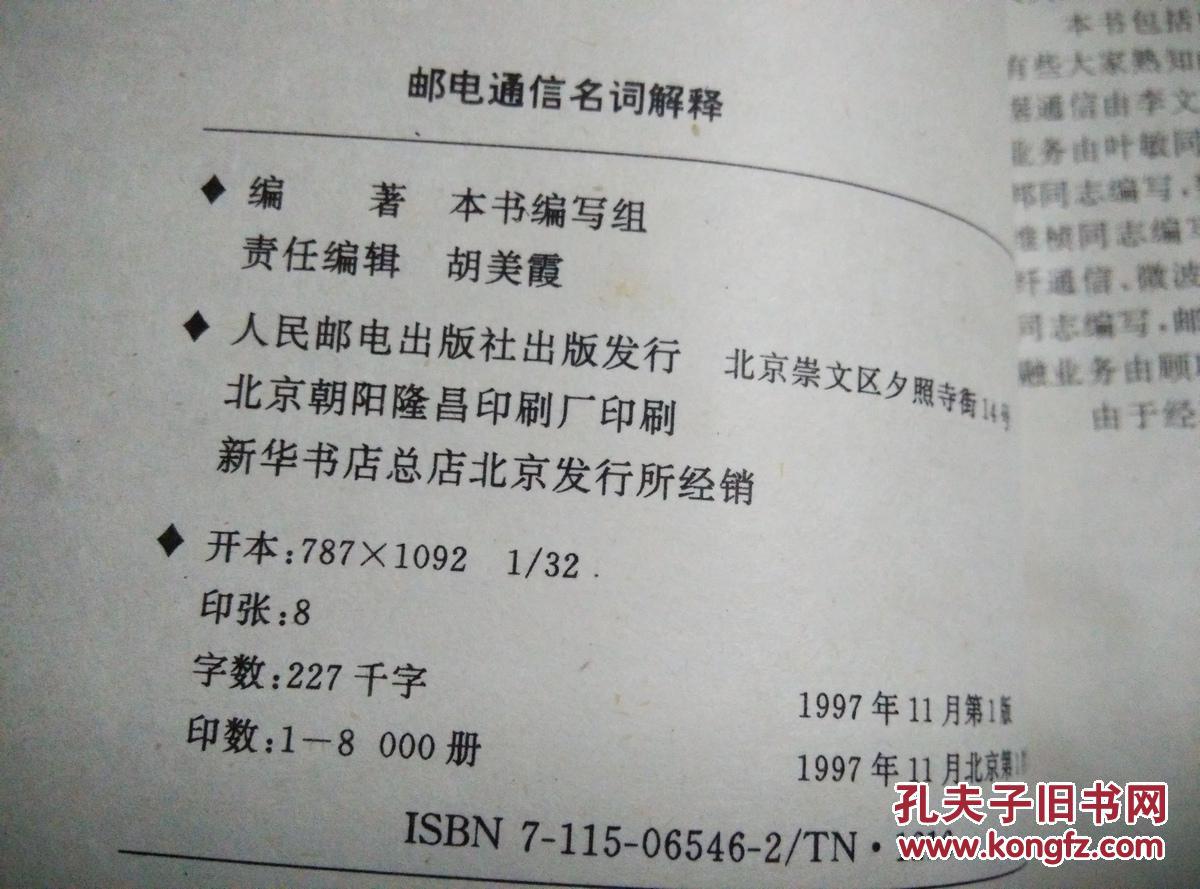 邮电通信名词解释
◆ 编　　著　本书编写组
责任编辑　胡美霞
◆ 人民邮电出版社出版发行　北京崇文区夕照寺街14号
北京朝阳隆昌印刷厂印刷
新华书店总店北京发行所经销
◆ 开本:787×1092　1/32
印张:8
字数:227千字
印数:1－8 000册
1997年11月第1版
1997年11月北京第1
ISBN 7-115-06546-2/TN·
本书包括
有些大家熟知
通信由李文
业务由叶敏同
同志编写,
桢同志编写
纤通信、微波
同志编写,邮
融业务由顾
由于经
孔夫子旧书网
www.kongfz.com